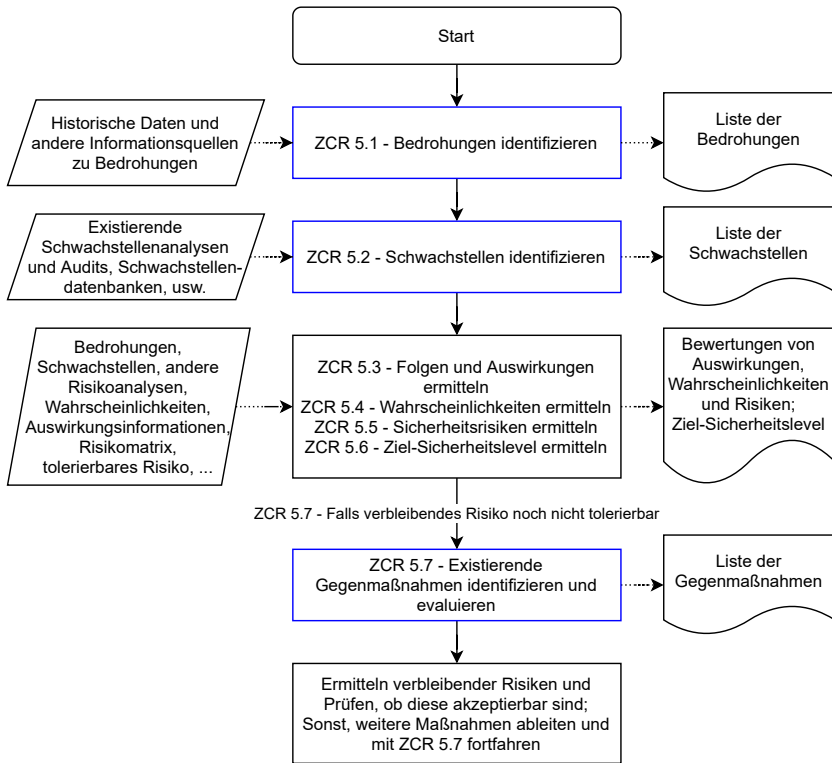 Start
Historische Daten und
andere Informationsquellen
zu Bedrohungen
ZCR 5.1 - Bedrohungen identifizieren
Liste der
Bedrohungen
Existierende
Schwachstellenanalysen
und Audits, Schwachstellen-
datenbanken, usw.
ZCR 5.2 - Schwachstellen identifizieren
Liste der
Schwachstellen
Bedrohungen,
Schwachstellen, andere
Risikoanalysen,
Wahrscheinlichkeiten,
Auswirkungsinformationen,
Risikomatrix,
tolerierbares Risiko, ...
ZCR 5.3 - Folgen und Auswirkungen
ermitteln
ZCR 5.4 - Wahrscheinlichkeiten ermitteln
ZCR 5.5 - Sicherheitsrisiken ermitteln
ZCR 5.6 - Ziel-Sicherheitslevel ermitteln
Bewertungen von
Auswirkungen,
Wahrscheinlichkeiten
und Risiken;
Ziel-Sicherheitslevel
ZCR 5.7 - Falls verbleibendes Risiko noch nicht tolerierbar
ZCR 5.7 - Existierende
Gegenmaßnahmen identifizieren und
evaluieren
Liste der
Gegenmaßnahmen
Ermitteln verbleibender Risiken und
Prüfen, ob diese akzeptierbar sind;
Sonst, weitere Maßnahmen ableiten und
mit ZCR 5.7 fortfahren